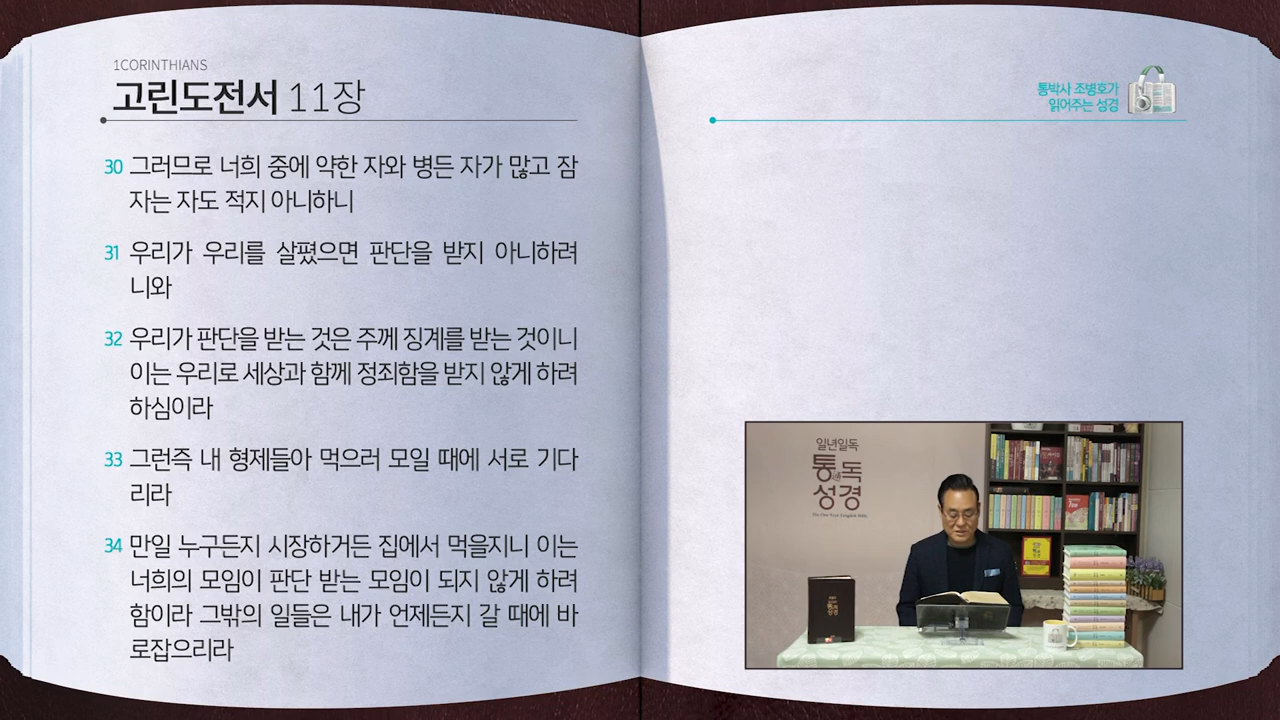 1CORINTHIANS
고린도전서 11장
30 그러므로 너희 중에 약한 자와 병든 자가 많고 잠
자는 자도 적지 아니하니
31 우리가 우리를 살폈으면 판단을 받지 아니하려
니와
32 우리가 판단을 받는 것은 주께 징계를 받는 것이니
이는 우리로 세상과 함께 정죄함을 받지 않게 하려
하심이라
33 그런즉 내 형제들아 먹으러 모일 때에 서로 기다
리라
34 만일 누구든지 시장하거든 집에서 먹을지니 이는
너희의 모임이 판단 받는 모임이 되지 않게 하려
함이라 그밖의 일들은 내가 언제든지 갈 때에 바
로잡으리라
통박사 조병호가
읽어주는 성경
일년일독
통독
성경